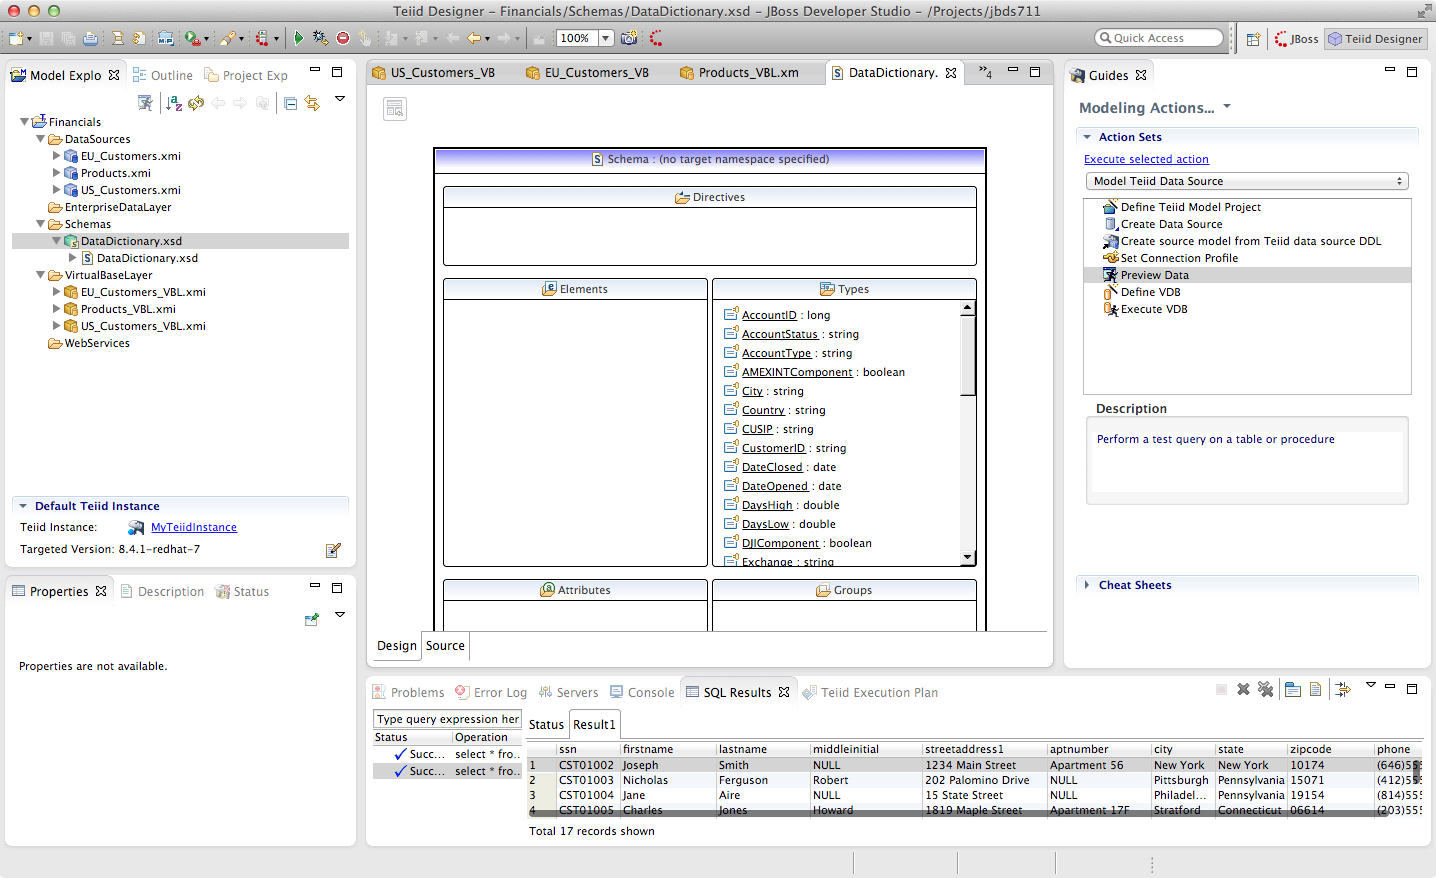 Teiid Designer – Financials/Schemas/DataDictionary.xsd – JBoss Developer Studio – /Projects/jbds711
100%
Quick Access
JBoss
Teiid Designer
Model Explo
Outline
Project Exp
Financials
DataSources
EU_Customers.xmi
Products.xmi
US_Customers.xmi
EnterpriseDataLayer
Schemas
DataDictionary.xsd
DataDictionary.xsd
VirtualBaseLayer
EU_Customers_VBL.xmi
Products_VBL.xmi
US_Customers_VBL.xmi
WebServices
Default Teiid Instance
Teiid Instance: MyTeiidInstance
Targeted Version: 8.4.1-redhat-7
Properties
Description
Status
Properties are not available.
US_Customers_VB
EU_Customers_VB
Products_VBL.xm
DataDictionary.
»4
Schema : (no target namespace specified)
Directives
Elements
Types
AccountID : long
AccountStatus : string
AccountType : string
AMEXINTComponent : boolean
City : string
Country : string
CUSIP : string
CustomerID : string
DateClosed : date
DateOpened : date
DaysHigh : double
DaysLow : double
DJIComponent : boolean
Exchange : string
Attributes
Groups
Design
Source
Guides
Modeling Actions...
Action Sets
Execute selected action
Model Teiid Data Source
Define Teiid Model Project
Create Data Source
Create source model from Teiid data source DDL
Set Connection Profile
Preview Data
Define VDB
Execute VDB
Description
Perform a test query on a table or procedure
Cheat Sheets
Problems
Error Log
Servers
Console
SQL Results
Teiid Execution Plan
Type query expression her
Status Operation
Succ... select * fro..
Succ... select * fro..
Status
Result1
ssn firstname lastname middleinitial streetaddress1 aptnumber city state zipcode phone
1 CST01002 Joseph Smith NULL 1234 Main Street Apartment 56 New York New York 10174 (646)555
2 CST01003 Nicholas Ferguson Robert 202 Palomino Drive NULL Pittsburgh Pennsylvania 15071 (412)555
3 CST01004 Jane Aire NULL 15 State Street NULL Philadel... Pennsylvania 19154 (814)555
4 CST01005 Charles Jones Howard 1819 Maple Street Apartment 17F Stratford Connecticut 06614 (203)555
Total 17 records shown